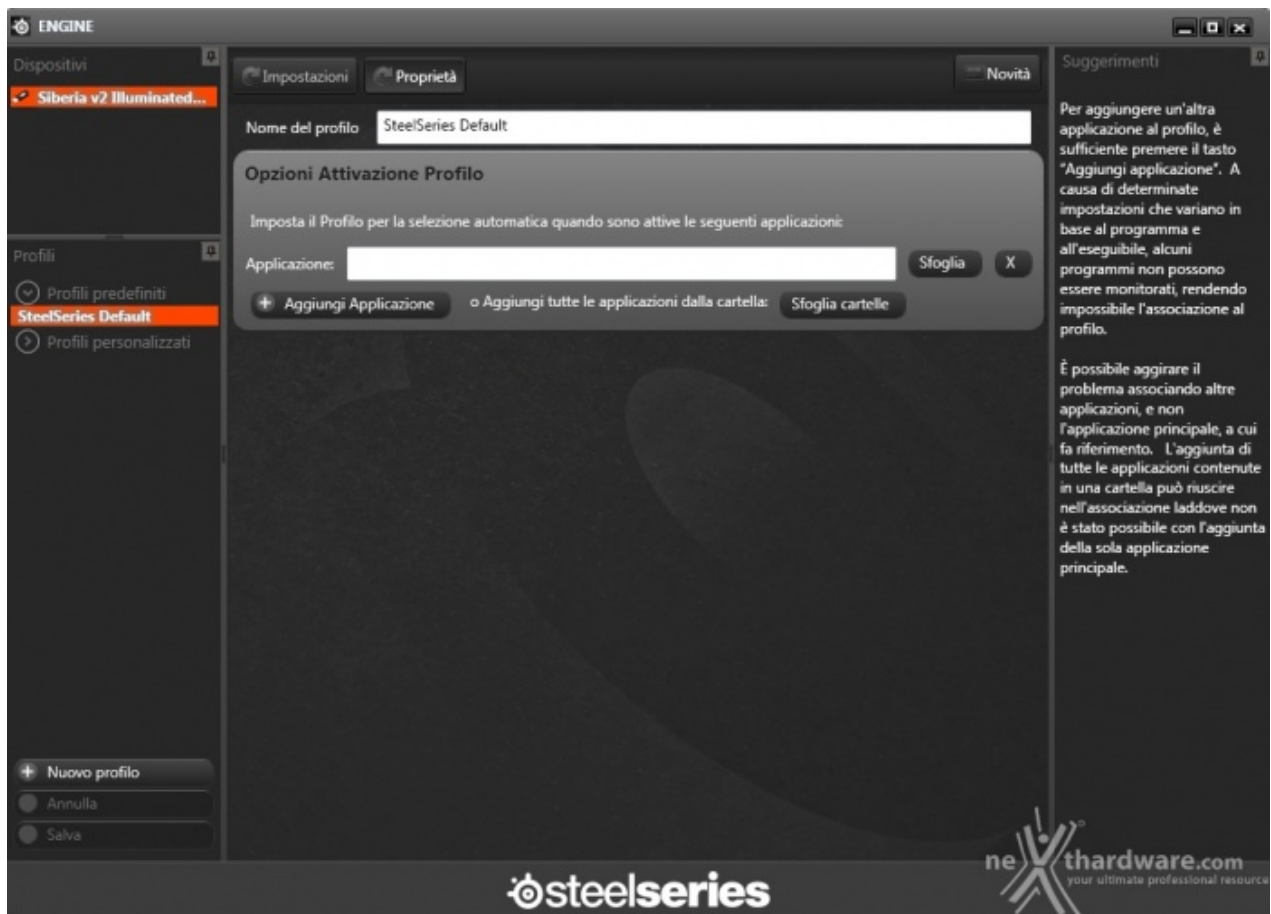 ENGINE
Dispositivi
Siberia v2 Illuminated...
Profili
Profili predefiniti
SteelSeries Default
Profili personalizzati
Nuovo profilo
Annulla
Salva
Impostazioni
Proprietà
Novità
Nome del profilo
SteelSeries Default
Opzioni Attivazione Profilo
Imposta il Profilo per la selezione automatica quando sono attive le seguenti applicazioni:
Applicazione:
Sfoglia
X
Aggiungi Applicazione
o Aggiungi tutte le applicazioni dalla cartella:
Sfoglia cartelle
Suggerimenti
Per aggiungere un'altra
applicazione al profilo, è
sufficiente premere il tasto
"Aggiungi applicazione". A
causa di determinate
impostazioni che variano in
base al programma e
all'eseguibile, alcuni
programmi non possono
essere monitorati, rendendo
impossibile l'associazione al
profilo.
È possibile aggirare il
problema associando altre
applicazioni, e non
l'applicazione principale, a cui
fa riferimento. L'aggiunta di
tutte le applicazioni contenute
in una cartella può riuscire
nell'associazione laddove non
è stato possibile con l'aggiunta
della sola applicazione
principale.
steelseries
nexthardware.com
your ultimate professional resource